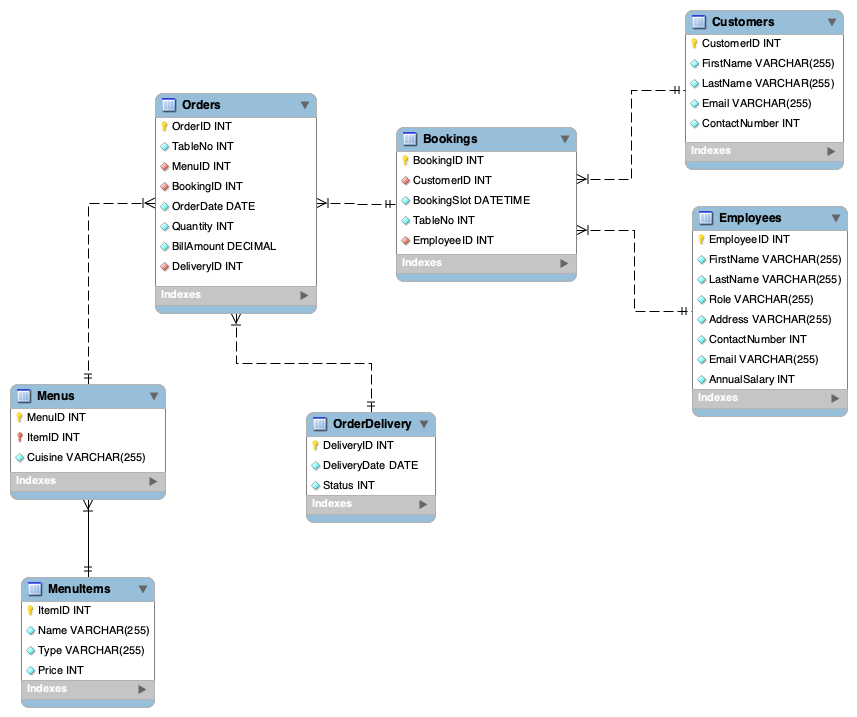 Customers
CustomerID INT
FirstName VARCHAR(255)
LastName VARCHAR(255)
Email VARCHAR(255)
ContactNumber INT
Indexes
Orders
OrderID INT
TableNo INT
MenuID INT
BookingID INT
OrderDate DATE
Quantity INT
BillAmount DECIMAL
DeliveryID INT
Indexes
Bookings
BookingID INT
CustomerID INT
BookingSlot DATETIME
TableNo INT
EmployeeID INT
Indexes
Employees
EmployeeID INT
FirstName VARCHAR(255)
LastName VARCHAR(255)
Role VARCHAR(255)
Address VARCHAR(255)
ContactNumber INT
Email VARCHAR(255)
AnnualSalary INT
Indexes
Menus
MenuID INT
ItemID INT
Cuisine VARCHAR(255)
Indexes
OrderDelivery
DeliveryID INT
DeliveryDate DATE
Status INT
Indexes
MenuItems
ItemID INT
Name VARCHAR(255)
Type VARCHAR(255)
Price INT
Indexes